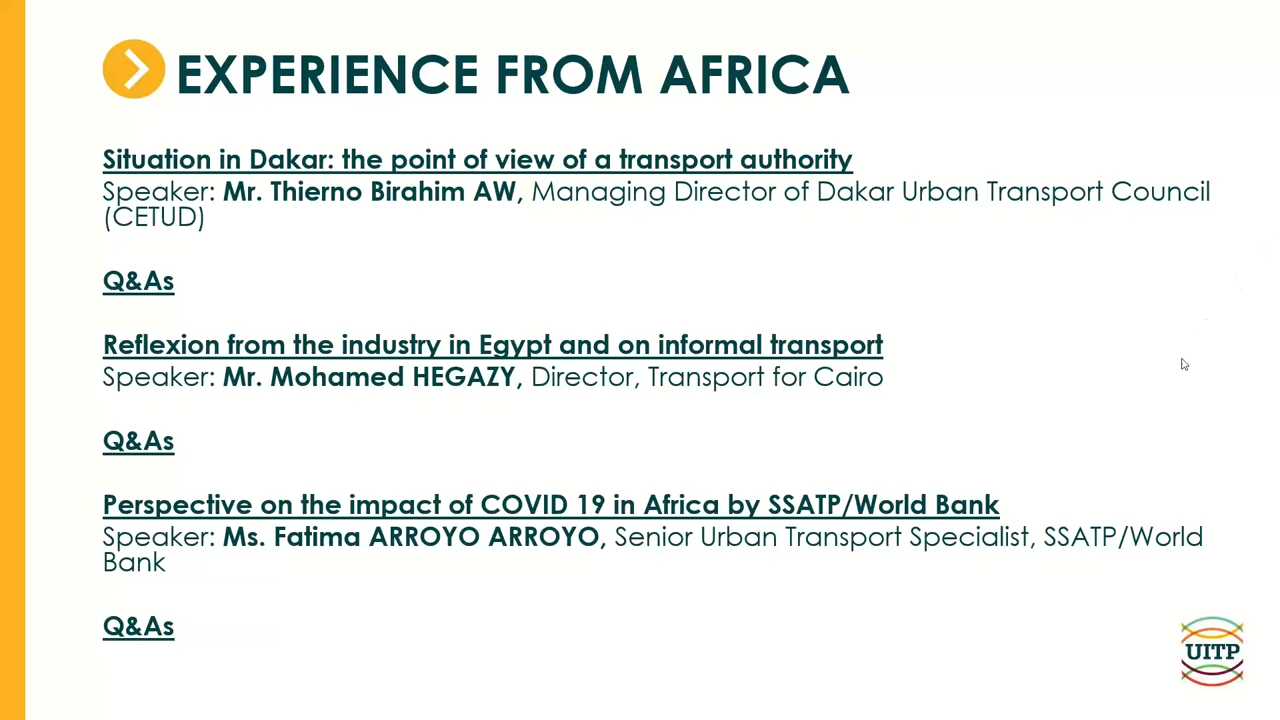 EXPERIENCE FROM AFRICA
Situation in Dakar: the point of view of a transport authority
Speaker: Mr. Thierno Birahim AW, Managing Director of Dakar Urban Transport Council
(CETUD)
Q&As
Reflexion from the industry in Egypt and on informal transport
Speaker: Mr. Mohamed HEGAZY, Director, Transport for Cairo
Q&As
Perspective on the impact of COVID 19 in Africa by SSATP/World Bank
Speaker: Ms. Fatima ARROYO ARROYO, Senior Urban Transport Specialist, SSATP/World
Bank
Q&As
UITP